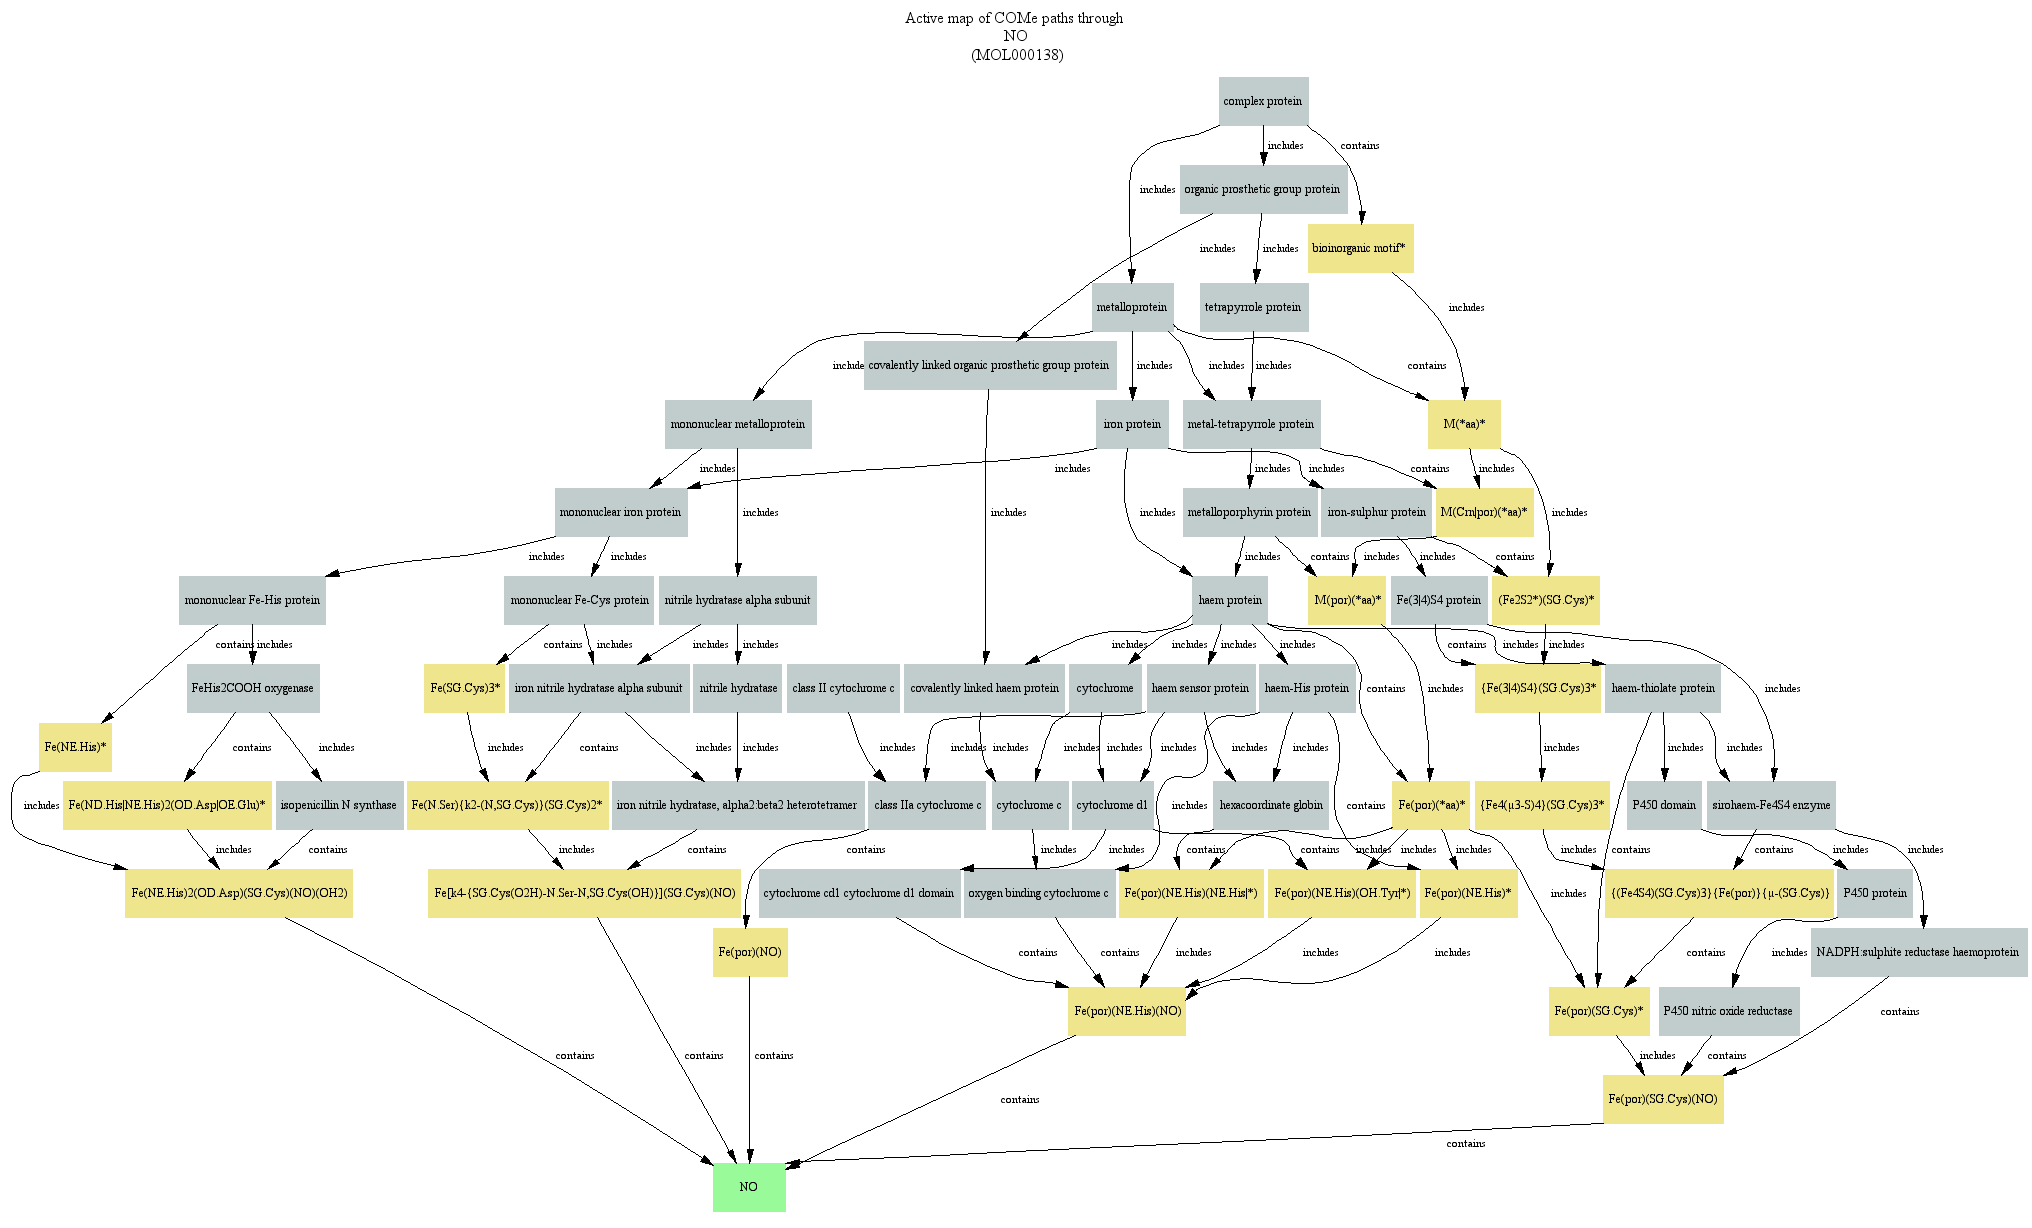 Active map of COMe paths through
NO
(MOL000138)
complex protein
includes
contains
organic prosthetic group protein
includes
bioinorganic motif*
includes
includes
includes
metalloprotein
tetrapyrrole protein
covalently linked organic prosthetic group protein
include
includes
includes
includes
contains
mononuclear metalloprotein
iron protein
metal-tetrapyrrole protein
M(*aa)*
includes
includes
includes
includes
contains
includes
mononuclear iron protein
includes
includes
includes
metalloporphyrin protein
iron-sulphur protein
M(Crn|por)(*aa)*
includes
includes
includes
includes
contains
includes
includes
contains
mononuclear Fe-His protein
mononuclear Fe-Cys protein
nitrile hydratase alpha subunit
haem protein
M(por)(*aa)*
Fe(3|4)S4 protein
(Fe2S2*)(SG.Cys)*
contains
includes
contains
includes
includes
includes
includes
includes
includes
includes
contains
includes
includes
FeHis2COOH oxygenase
Fe(SG.Cys)3*
iron nitrile hydratase alpha subunit
nitrile hydratase
class II cytochrome c
covalently linked haem protein
cytochrome
haem sensor protein
haem-His protein
contains
includes
{Fe(3|4)S4}(SG.Cys)3*
haem-thiolate protein
includes
Fe(NE.His)*
contains
includes
includes
contains
includes
includes
includes
includes
includes
includes
includes
includes
includes
includes
includes
includes
includes
includes
Fe(ND.His|NE.His)2(OD.Asp|OE.Glu)*
isopenicillin N synthase
Fe(N.Ser){k2-(N,SG.Cys)}(SG.Cys)2*
iron nitrile hydratase, alpha2:beta2 heterotetramer
class IIa cytochrome c
cytochrome c
cytochrome d1
includes
hexacoordinate globin
contains
Fe(por)(*aa)*
{Fe4(µ3-S)4}(SG.Cys)3*
P450 domain
sirohaem-Fe4S4 enzyme
includes
contains
includes
contains
contains
includes
includes
contains
contains
includes
includes
includes
includes
contains
contains
includes
includes
Fe(NE.His)2(OD.Asp)(SG.Cys)(NO)(OH2)
Fe[k4-{SG.Cys(O2H)-N.Ser-N,SG.Cys(OH)}](SG.Cys)(NO)
cytochrome cd1 cytochrome d1 domain
oxygen binding cytochrome c
Fe(por)(NE.His)(NE.His|*)
Fe(por)(NE.His)(OH.Tyr|*)
Fe(por)(NE.His)*
includes
{(Fe4S4)(SG.Cys)3}{Fe(por)}{µ-(SG.Cys)}
P450 protein
Fe(por)(NO)
contains
contains
includes
includes
includes
contains
includes
NADPH:sulphite reductase haemoprotein
Fe(por)(NE.His)(NO)
Fe(por)(SG.Cys)*
P450 nitric oxide reductase
contains
contains
contains
contains
includes
contains
contains
Fe(por)(SG.Cys)(NO)
contains
NO